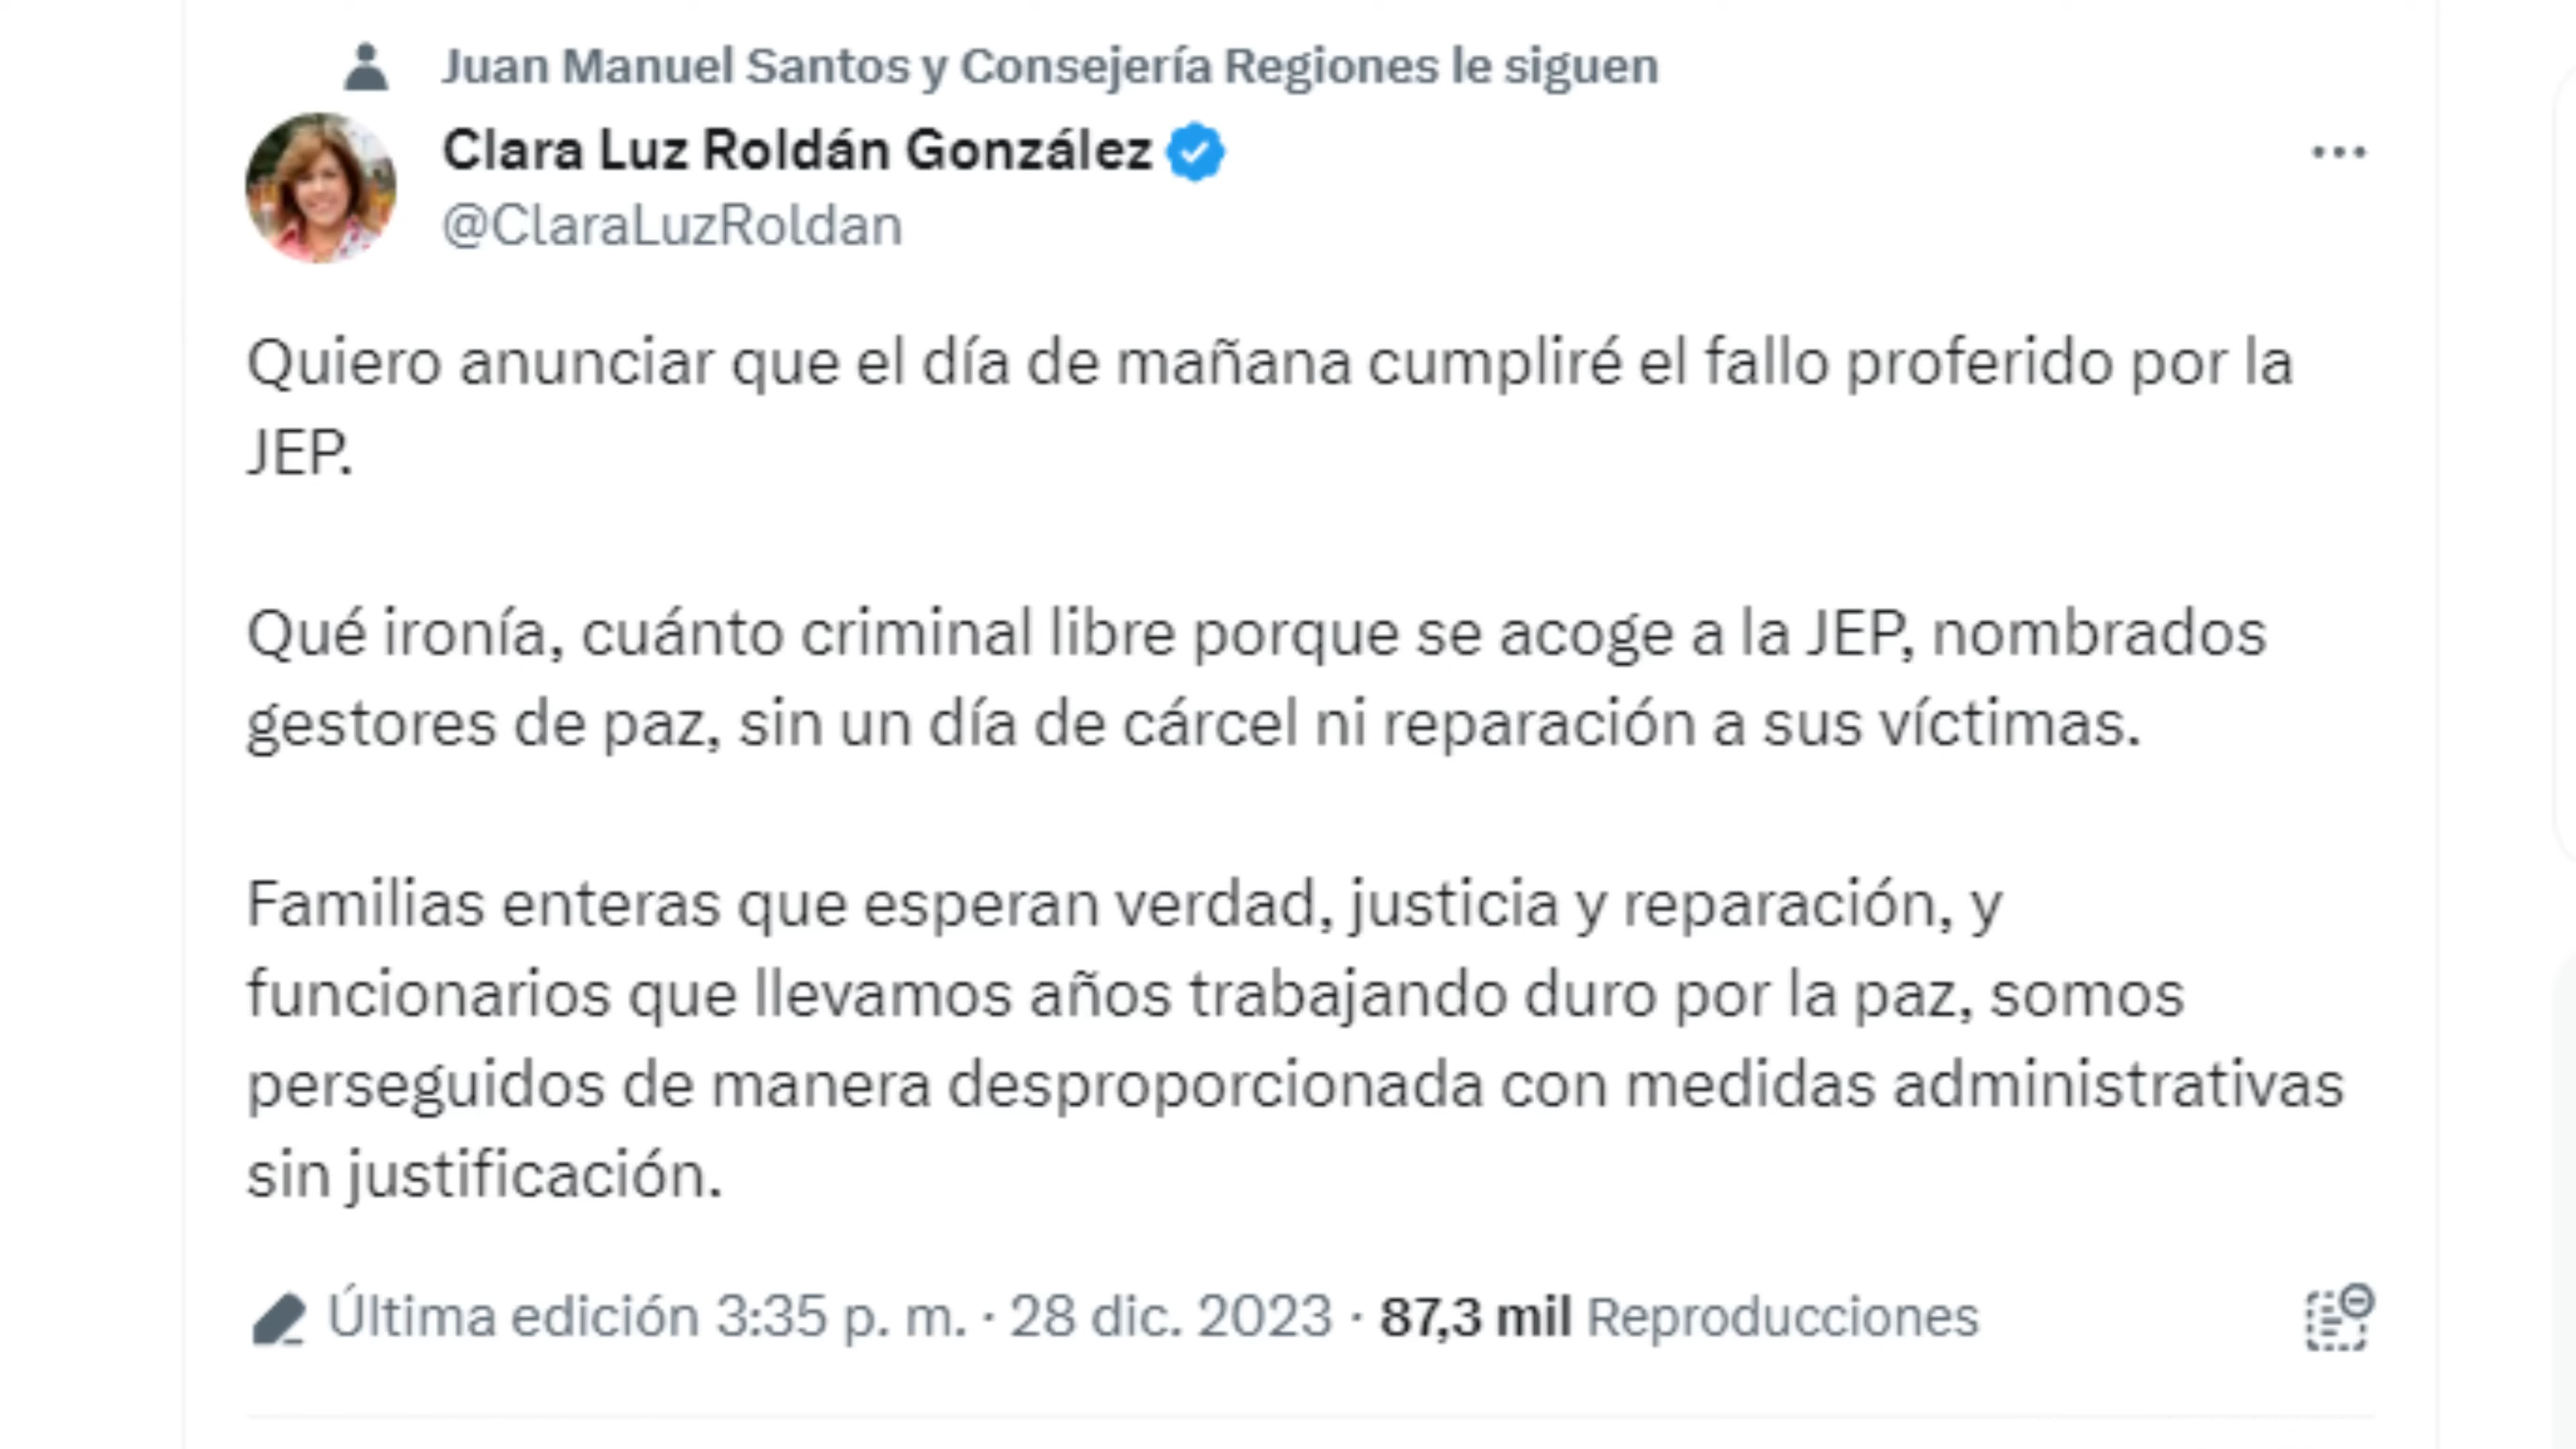 Juan Manuel Santos y Consejería Regiones le siguen
Clara Luz Roldán González
@ClaraLuzRoldan
Quiero anunciar que el día de mañana cumpliré el fallo proferido por la
JEP.
Qué ironía, cuánto criminal libre porque se acoge a la JEP, nombrados
gestores de paz, sin un día de cárcel ni reparación a sus víctimas.
Familias enteras que esperan verdad, justicia y reparación, y
funcionarios que llevamos años trabajando duro por la paz, somos
perseguidos de manera desproporcionada con medidas administrativas
sin justificación.
Última edición 3:35 p. m. · 28 dic. 2023 · 87,3 mil Reproducciones